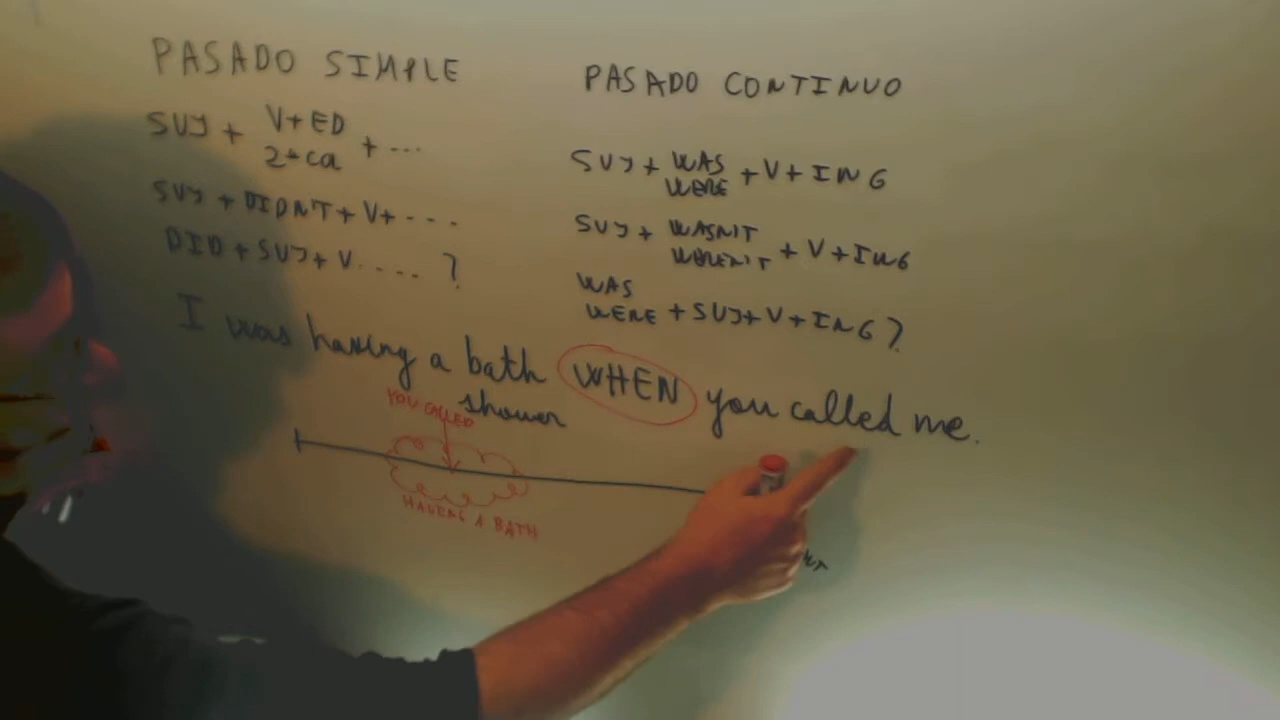 PASADO SIMPLE
SUJ + V+ED + ...
2ª ca
SUJ + DIDN'T + V+ ....
DID + SUJ + V..... ?
PASADO CONTINUO
SUJ + WAS + V + ING
WERE
SUJ + WASN'T + V + ING
WEREN'T
WAS
WERE + SUJ + V + ING?
I was having a bath WHEN you called me.
shower
YOU CALLED
HAVING A BATH